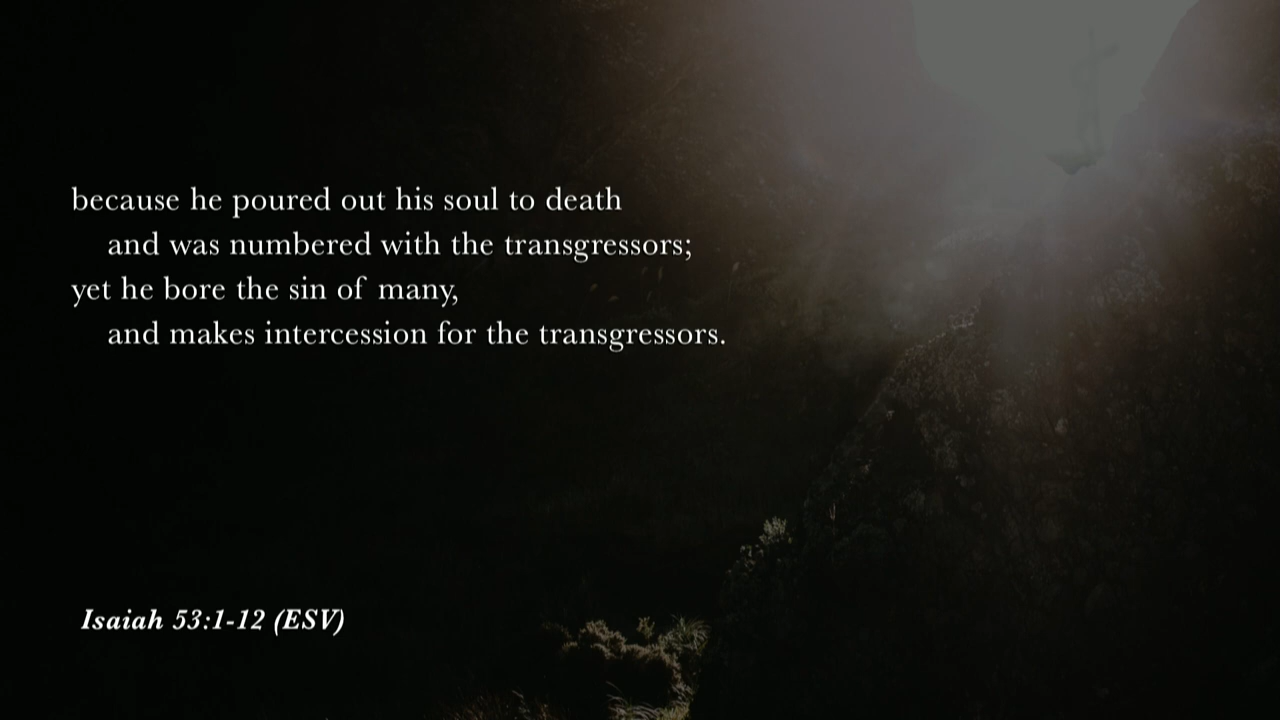 because he poured out his soul to death
and was numbered with the transgressors;
yet he bore the sin of many,
and makes intercession for the transgressors.
Isaiah 53:1-12 (ESV)